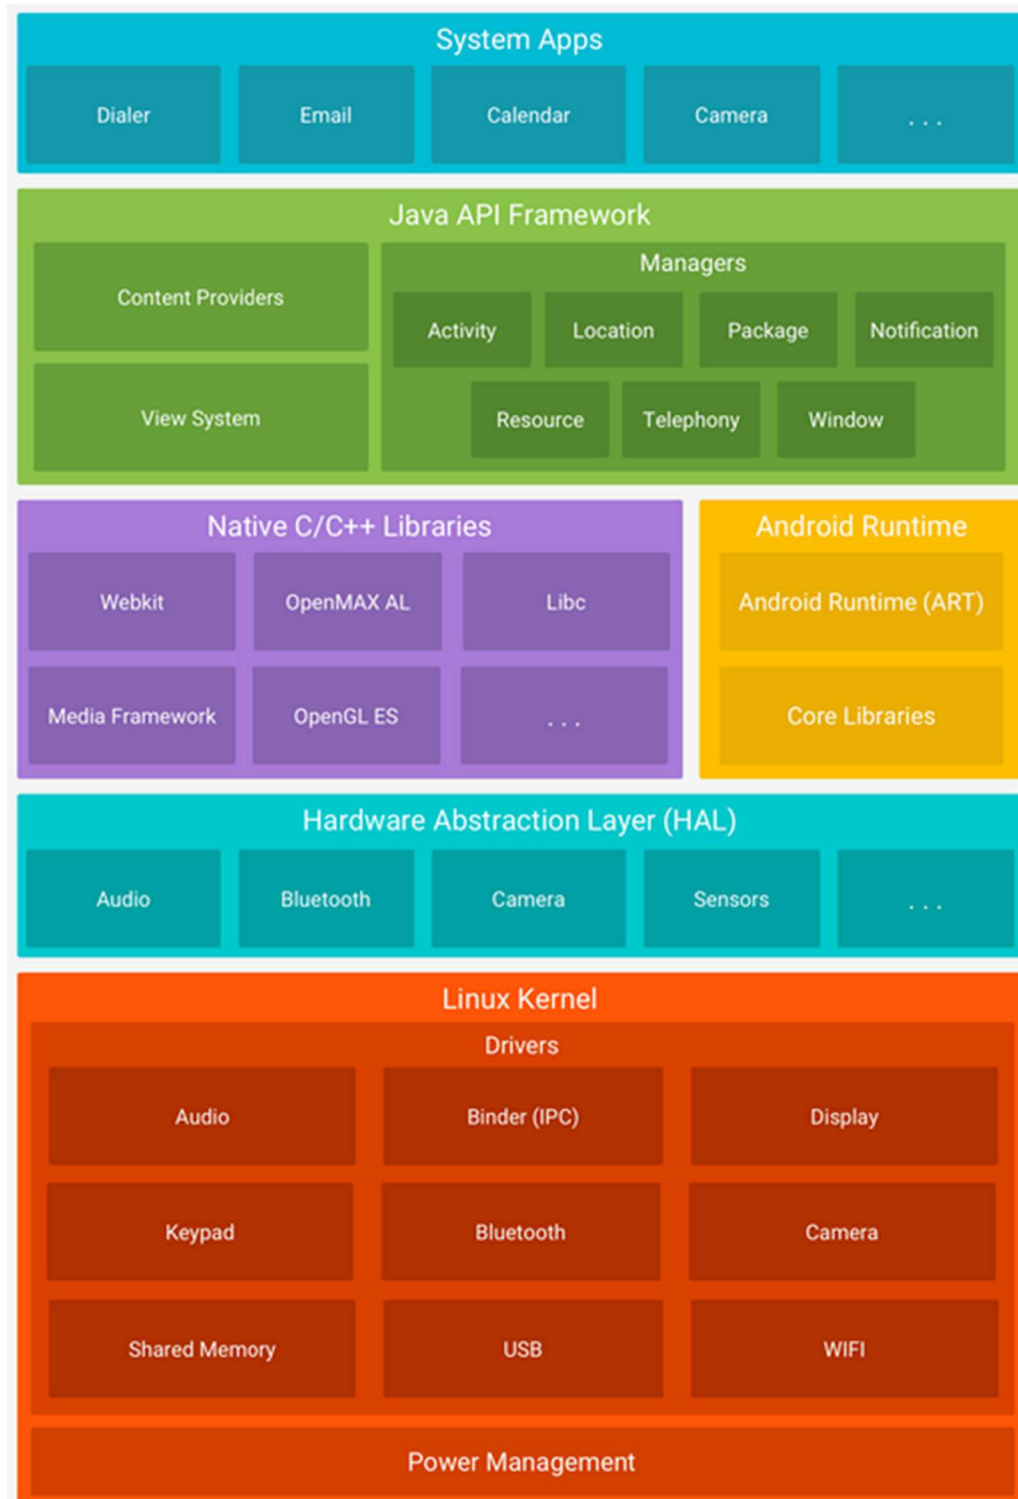 System Apps
Dialer Email Calendar Camera . . .
Java API Framework
Content Providers
View System
Managers
Activity Location Package Notification
Resource Telephony Window
Native C/C++ Libraries
Webkit OpenMAX AL Libc
Media Framework OpenGL ES . . .
Android Runtime
Android Runtime (ART)
Core Libraries
Hardware Abstraction Layer (HAL)
Audio Bluetooth Camera Sensors . . .
Linux Kernel
Drivers
Audio Binder (IPC) Display
Keypad Bluetooth Camera
Shared Memory USB WIFI
Power Management